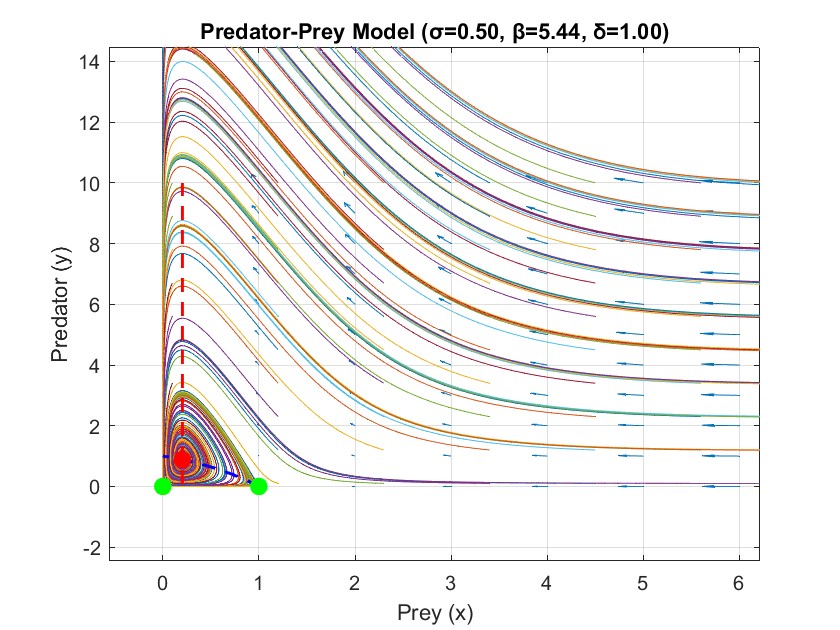 Predator-Prey Model (σ=0.50, β=5.44, δ=1.00)
14
12
10
8
6
4
2
0
-2
Predator (y)
0 1 2 3 4 5 6
Prey (x)